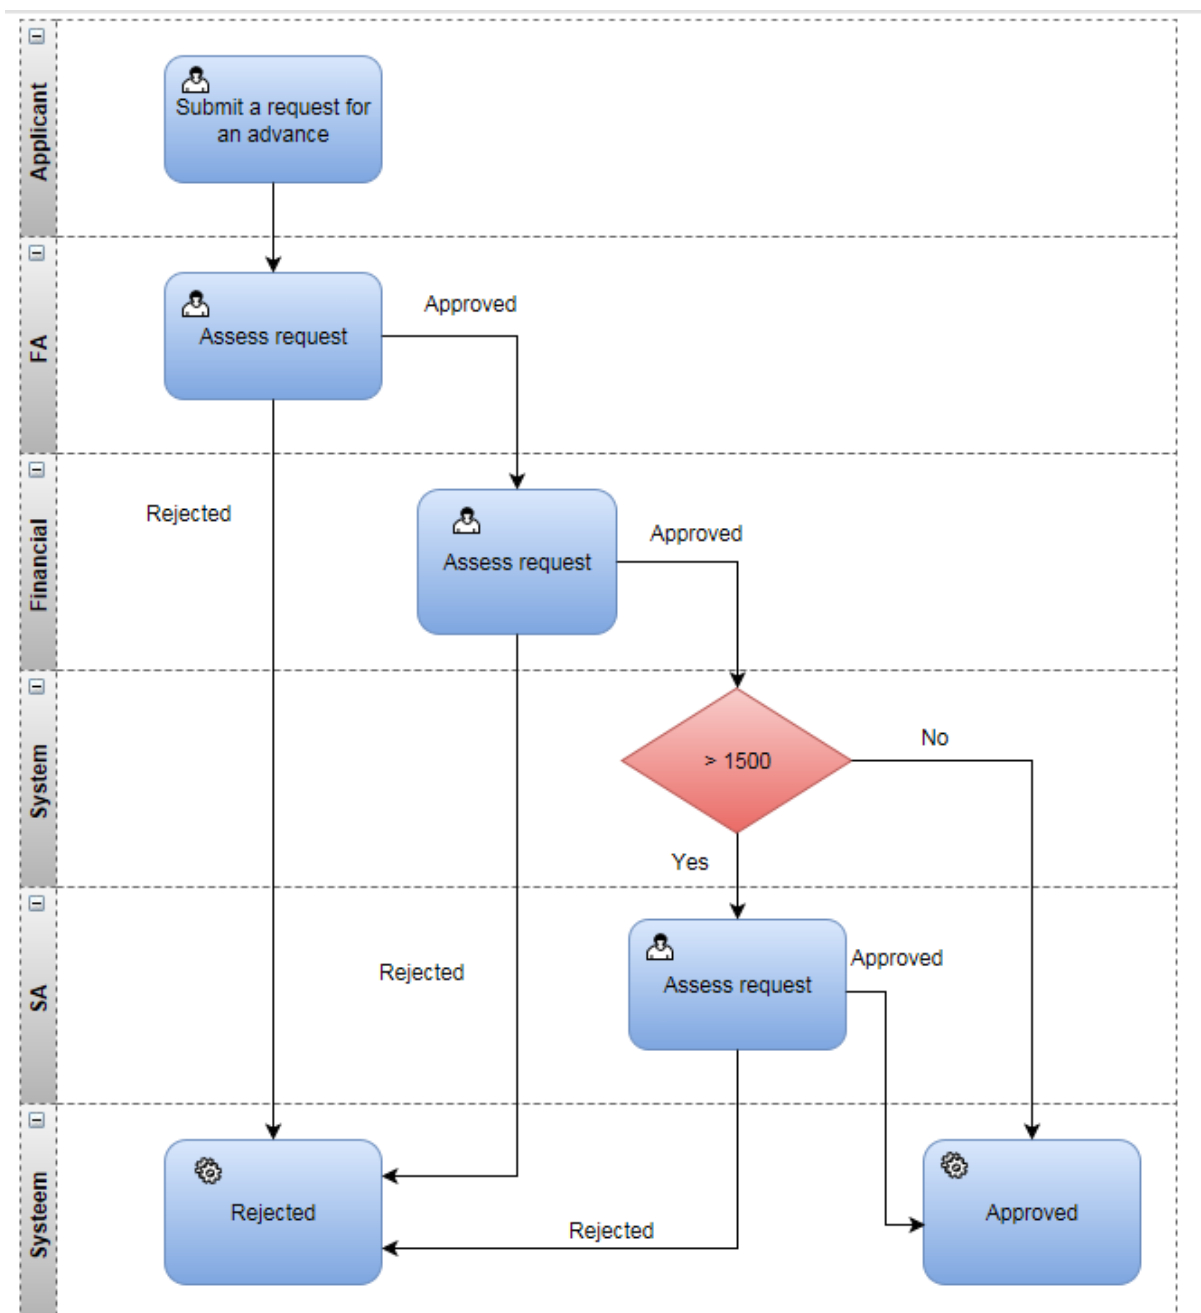 Applicant
Submit a request for
an advance
FA
Assess request
Approved
Rejected
Financial
Assess request
Approved
System
> 1500
No
Yes
SA
Assess request
Approved
Rejected
Systeem
Rejected
Rejected
Approved